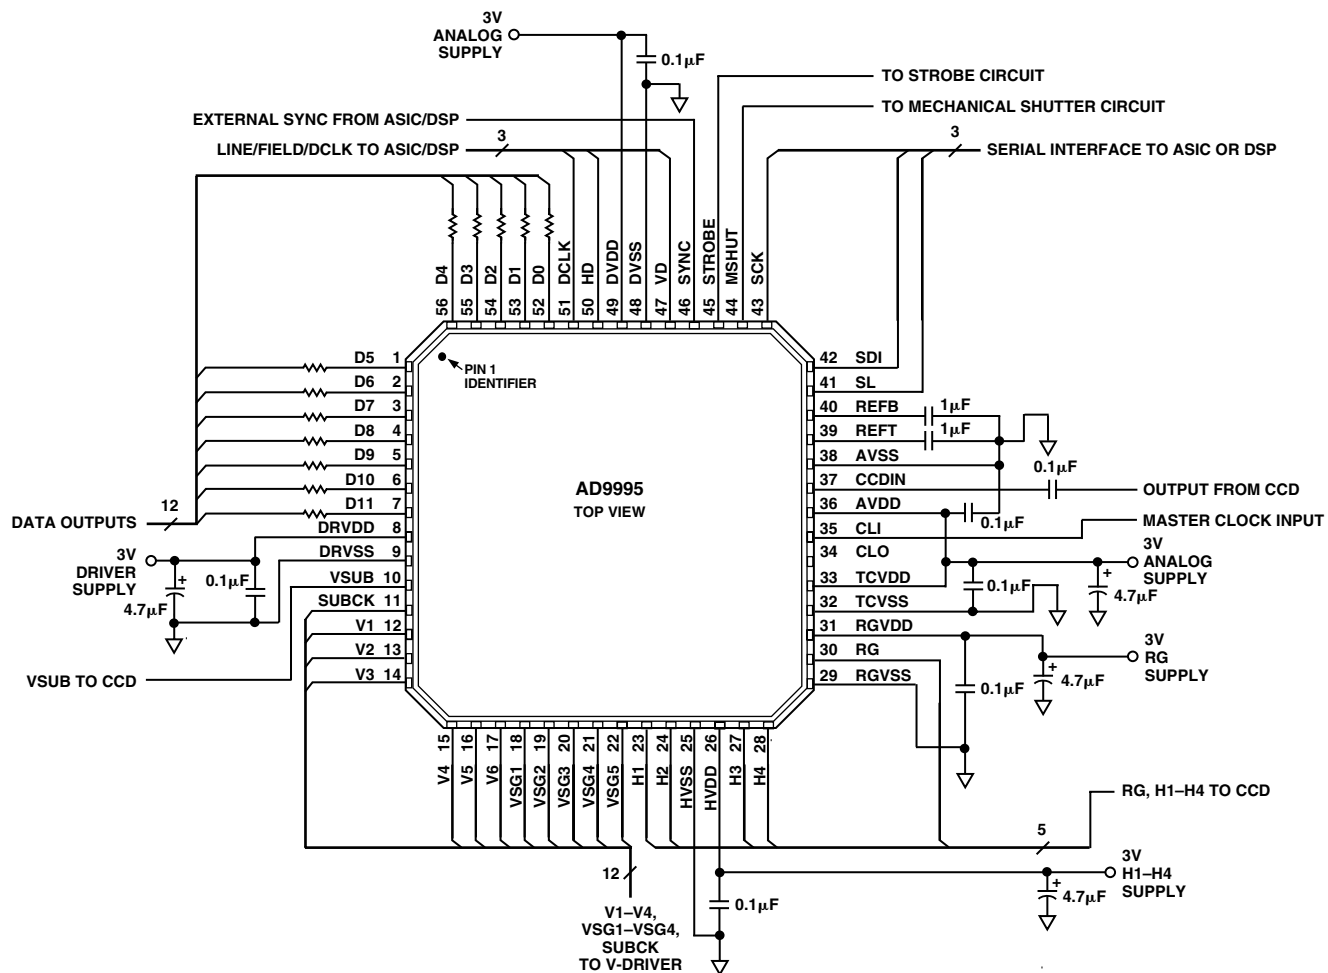 3V
ANALOG
SUPPLY
0.1μF
TO STROBE CIRCUIT
TO MECHANICAL SHUTTER CIRCUIT
EXTERNAL SYNC FROM ASIC/DSP
LINE/FIELD/DCLK TO ASIC/DSP
3
3
SERIAL INTERFACE TO ASIC OR DSP
56 D4
55 D3
54 D2
53 D1
52 D0
51 DCLK
50 HD
49 DVDD
48 DVSS
47 VD
46 SYNC
45 STROBE
44 MSHUT
43 SCK
D5 1
D6 2
D7 3
D8 4
D9 5
D10 6
D11 7
DRVDD 8
DRVSS 9
VSUB 10
SUBCK 11
V1 12
V2 13
V3 14
PIN 1
IDENTIFIER
AD9995
TOP VIEW
42 SDI
41 SL
40 REFB
39 REFT
38 AVSS
37 CCDIN
36 AVDD
35 CLI
34 CLO
33 TCVDD
32 TCVSS
31 RGVDD
30 RG
29 RGVSS
1μF
1μF
0.1μF
OUTPUT FROM CCD
0.1μF
MASTER CLOCK INPUT
3V
ANALOG
SUPPLY
0.1μF
+
4.7μF
3V
RG
SUPPLY
0.1μF
+
4.7μF
12
DATA OUTPUTS
3V
DRIVER
SUPPLY
+
4.7μF
0.1μF
VSUB TO CCD
V4 15
V5 16
V6 17
VSG1 18
VSG2 19
VSG3 20
VSG4 21
VSG5 22
H1 23
H2 24
HVSS 25
HVDD 26
H3 27
H4 28
RG, H1–H4 TO CCD
5
3V
H1–H4
SUPPLY
+
4.7μF
0.1μF
12
V1–V4,
VSG1–VSG4,
SUBCK
TO V-DRIVER